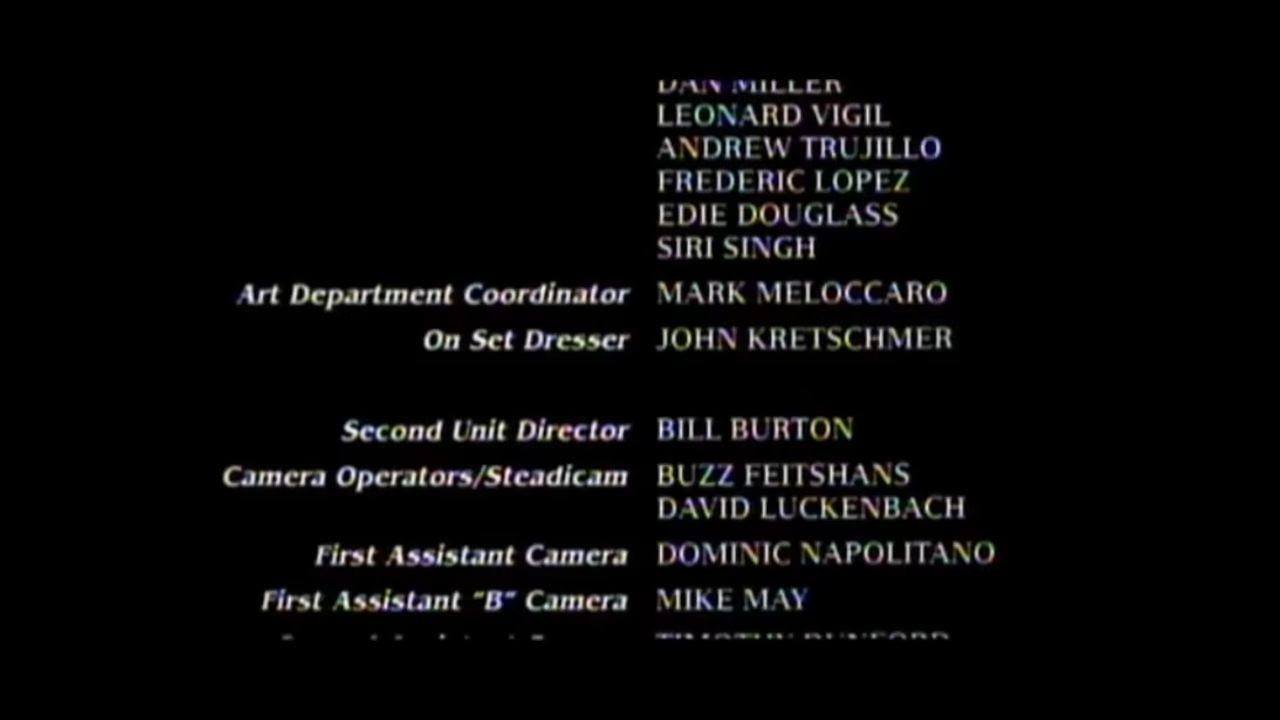 DAN MILLER
LEONARD VIGIL
ANDREW TRUJILLO
FREDERIC LOPEZ
EDIE DOUGLASS
SIRI SINGH
Art Department Coordinator MARK MELOCCARO
On Set Dresser JOHN KRETSCHMER
Second Unit Director BILL BURTON
Camera Operators/Steadicam BUZZ FEITSHANS
DAVID LUCKENBACH
First Assistant Camera DOMINIC NAPOLITANO
First Assistant "B" Camera MIKE MAY